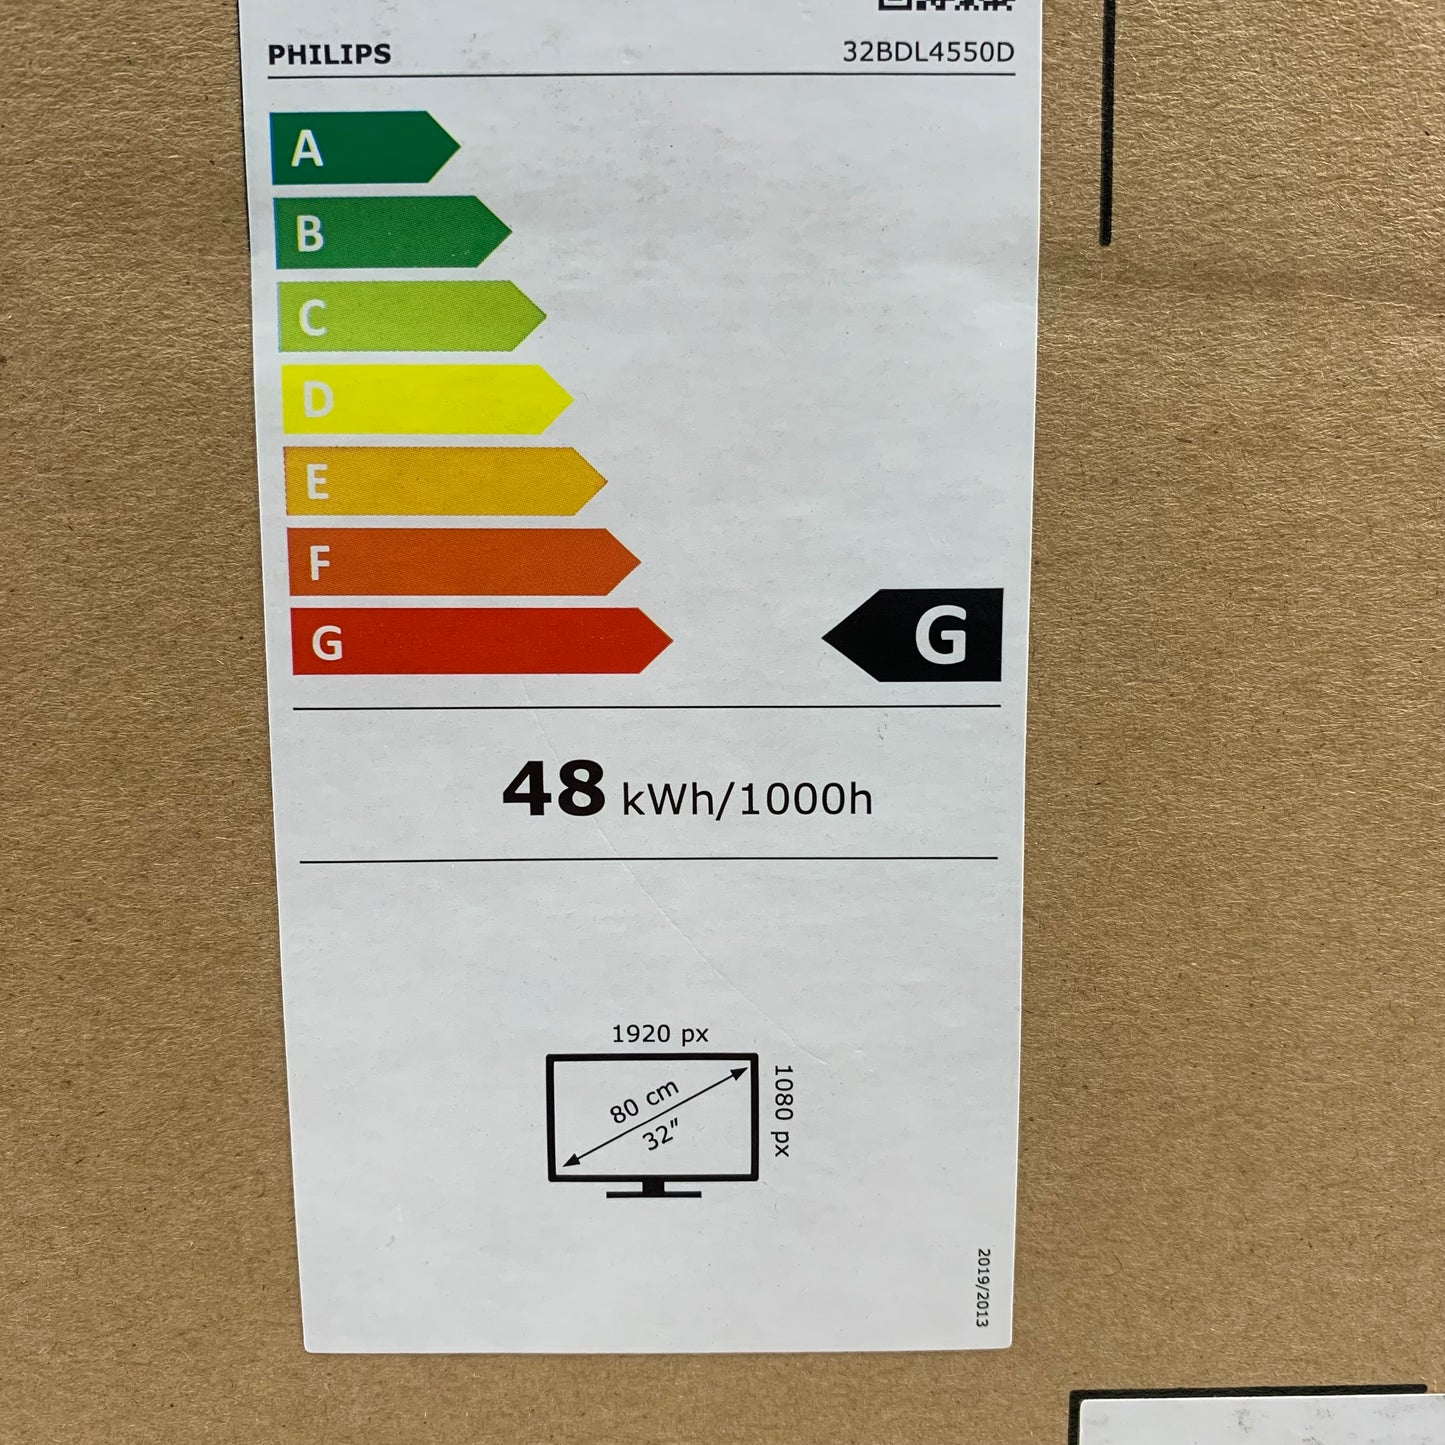 PHILIPS 32BDL4550D
A
B
C
D
E
F
G G
48 kWh/1000h
1920 px
80 cm
32"
1080 px
2019/2013